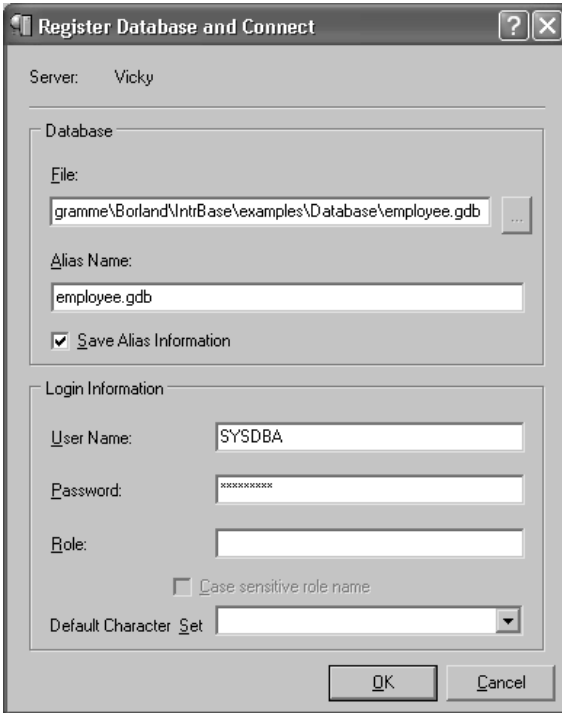 Register Database and Connect
Server: Vicky
Database
File:
gramme\Borland\IntrBase\examples\Database\employee.gdb
...
Alias Name:
employee.gdb
Save Alias Information
Login Information
User Name: SYSDBA
Password: *********
Role:
Case sensitive role name
Default Character Set
OK Cancel